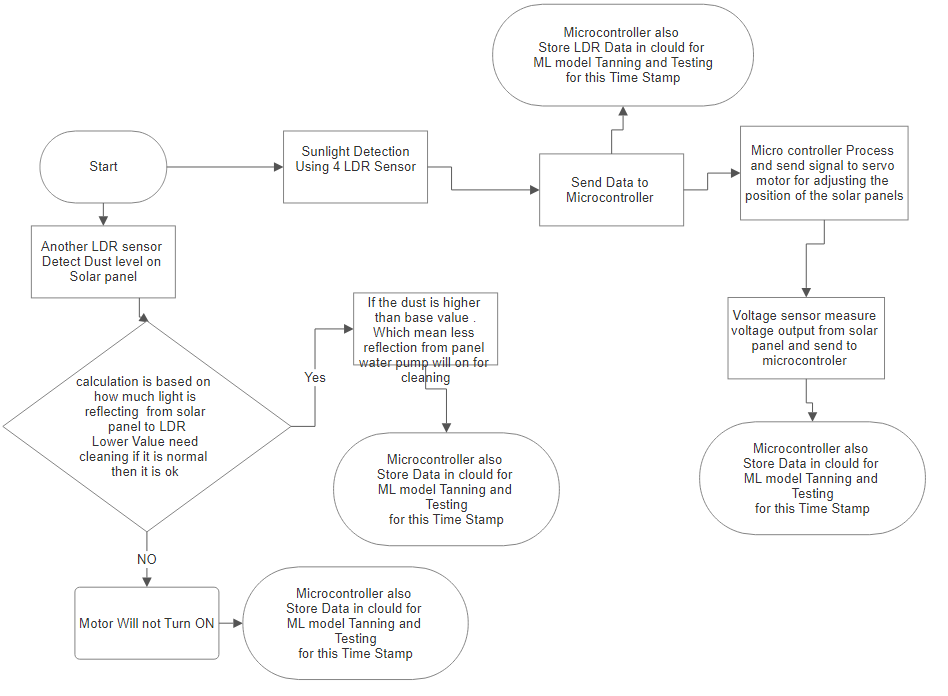 Microcontroller also
Store LDR Data in clould for
ML model Tanning and Testing
for this Time Stamp
Start
Sunlight Detection
Using 4 LDR Sensor
Send Data to
Microcontroller
Micro controller Process
and send signal to servo
motor for adjusting the
position of the solar panels
Another LDR sensor
Detect Dust level on
Solar panel
If the dust is higher
than base value .
Which mean less
reflection from panel
water pump will on for
cleaning
Voltage sensor measure
voltage output from solar
panel and send to
microcontroler
Yes
calculation is based on
how much light is
reflecting  from solar
panel to LDR
Lower Value need
cleaning if it is normal
then it is ok
Microcontroller also
Store Data in clould for
ML model Tanning and
Testing
for this Time Stamp
Microcontroller also
Store Data in clould for
ML model Tanning and
Testing
for this Time Stamp
NO
Motor Will not Turn ON
Microcontroller also
Store Data in clould for
ML model Tanning and
Testing
for this Time Stamp